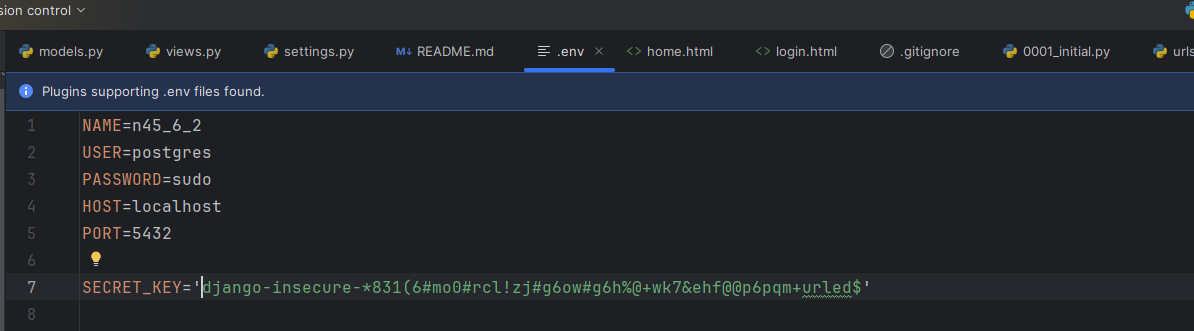 sion control
models.py views.py settings.py README.md .env home.html login.html .gitignore 0001_initial.py urls
Plugins supporting .env files found.
1 NAME=n45_6_2
2 USER=postgres
3 PASSWORD=sudo
4 HOST=localhost
5 PORT=5432
6
7 SECRET_KEY='django-insecure-*831(6#mo0#rcl!zj#g6ow#g6h%@+wk7&ehf@@p6pqm+urled$'
8